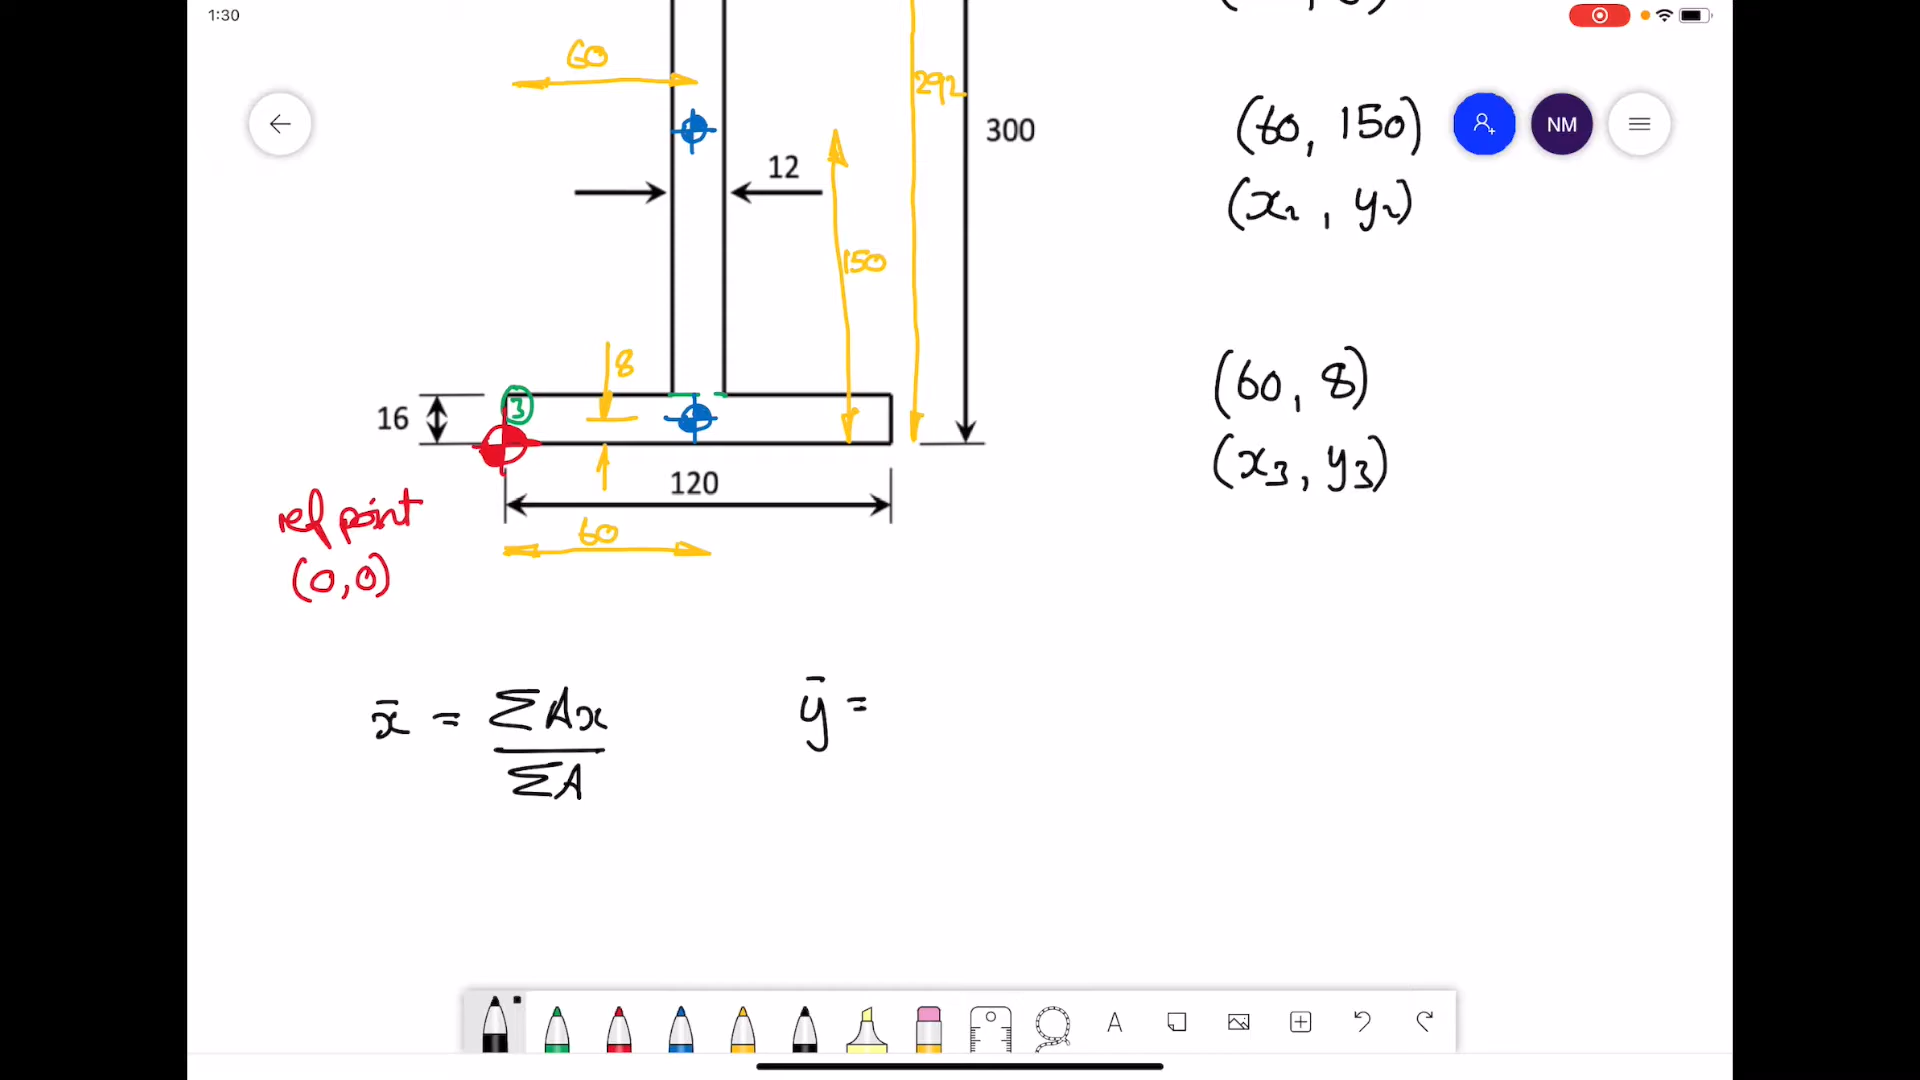 1:30
60
292
300
(60, 150)
NM
12
(x₂, y₂)
150
8
(60, 8)
3
16
(x₃, y₃)
120
ref point
60
(0,0)
x̄ = ΣAx
ΣA
ȳ =
A